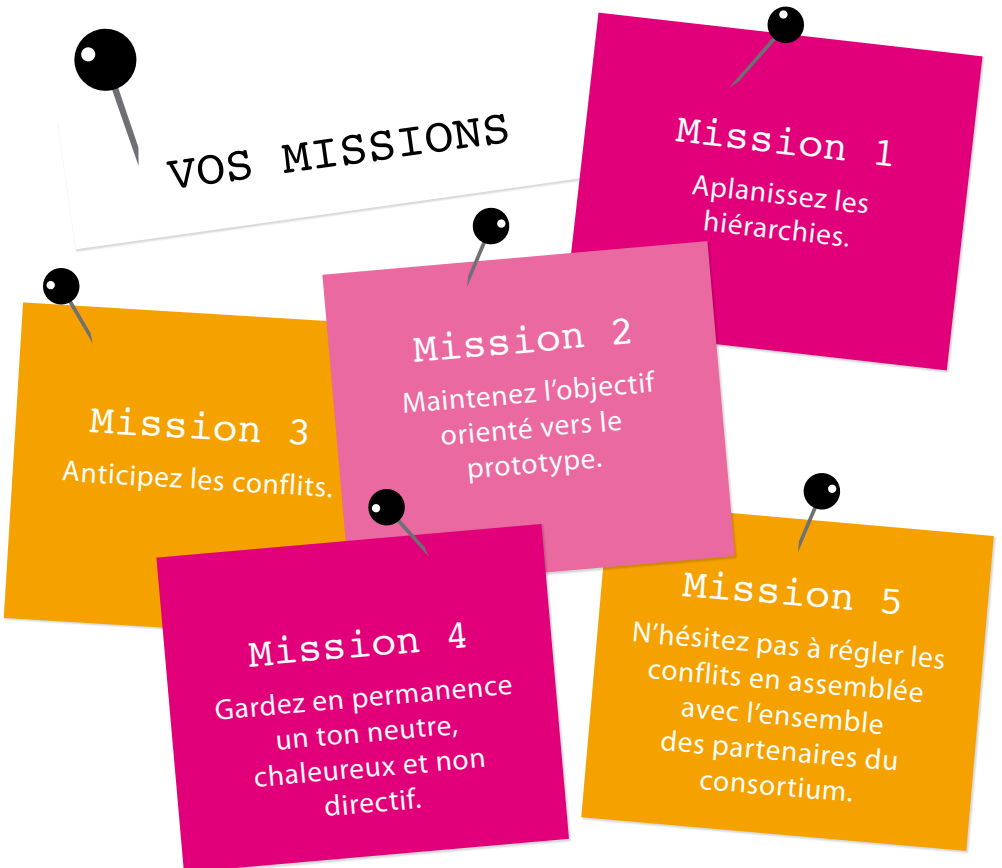 VOS MISSIONS
Mission 1
Aplanissez les
hiérarchies.
Mission 2
Maintenez l’objectif
orienté vers le
prototype.
Mission 3
Anticipez les conflits.
Mission 4
Gardez en permanence
un ton neutre,
chaleureux et non
directif.
Mission 5
N’hésitez pas à régler les
conflits en assemblée
avec l’ensemble
des partenaires du
consortium.